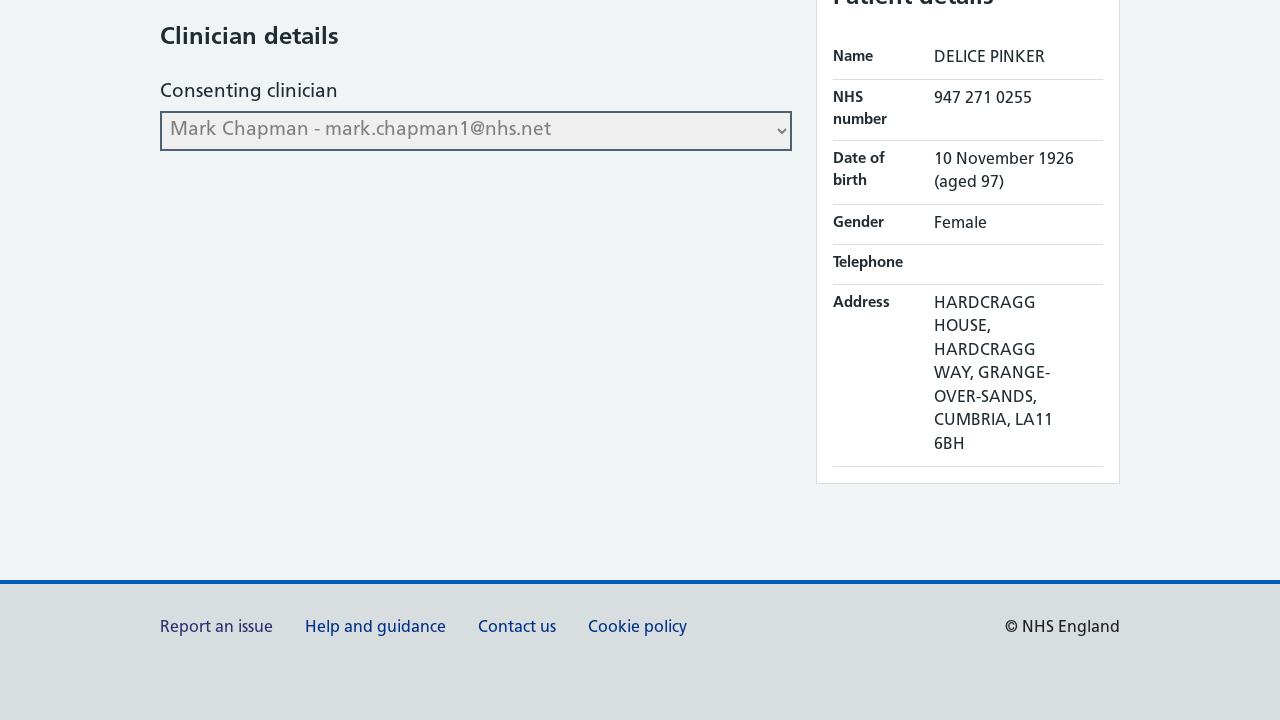 Clinician details
Consenting clinician
Mark Chapman - mark.chapman1@nhs.net
Patient details
Name DELICE PINKER
NHS number 947 271 0255
Date of birth 10 November 1926 (aged 97)
Gender Female
Telephone
Address HARDCRAGG
HOUSE,
HARDCRAGG
WAY, GRANGE-
OVER-SANDS,
CUMBRIA, LA11
6BH
Report an issue Help and guidance Contact us Cookie policy © NHS England